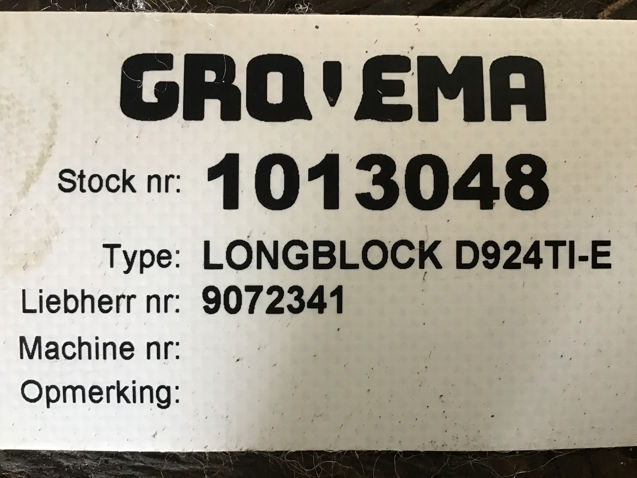 GROVEMA
Stock nr: 1013048
Type: LONGBLOCK D924TI-E
Liebherr nr: 9072341
Machine nr:
Opmerking: